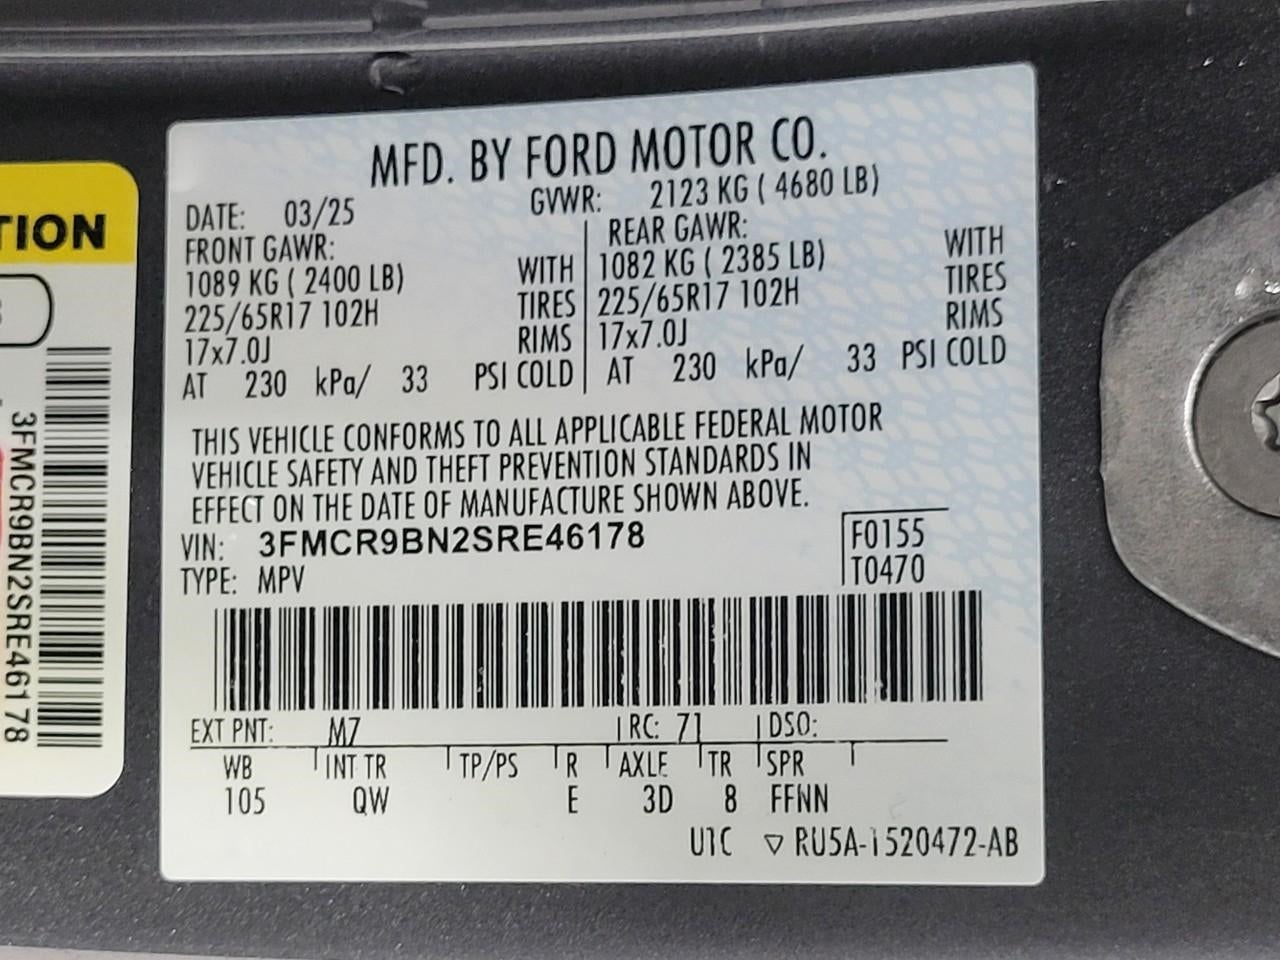 MFD. BY FORD MOTOR CO.
DATE: 03/25 GVWR: 2123 KG ( 4680 LB)
FRONT GAWR: REAR GAWR:
1089 KG ( 2400 LB) WITH 1082 KG ( 2385 LB) WITH
225/65R17 102H TIRES 225/65R17 102H TIRES
17x7.0J RIMS 17x7.0J RIMS
AT 230 kPa/ 33 PSI COLD AT 230 kPa/ 33 PSI COLD
THIS VEHICLE CONFORMS TO ALL APPLICABLE FEDERAL MOTOR
VEHICLE SAFETY AND THEFT PREVENTION STANDARDS IN
EFFECT ON THE DATE OF MANUFACTURE SHOWN ABOVE.
VIN: 3FMCR9BN2SRE46178 F0155
TYPE: MPV T0470
EXT PNT: M7 RC: 71 DSO:
WB INT TR TP/PS R AXLE TR SPR
105 QW E 3D 8 FFNN
UTC ▽ RU5A-1520472-AB
TION
3FMCR9BN2SRE46178